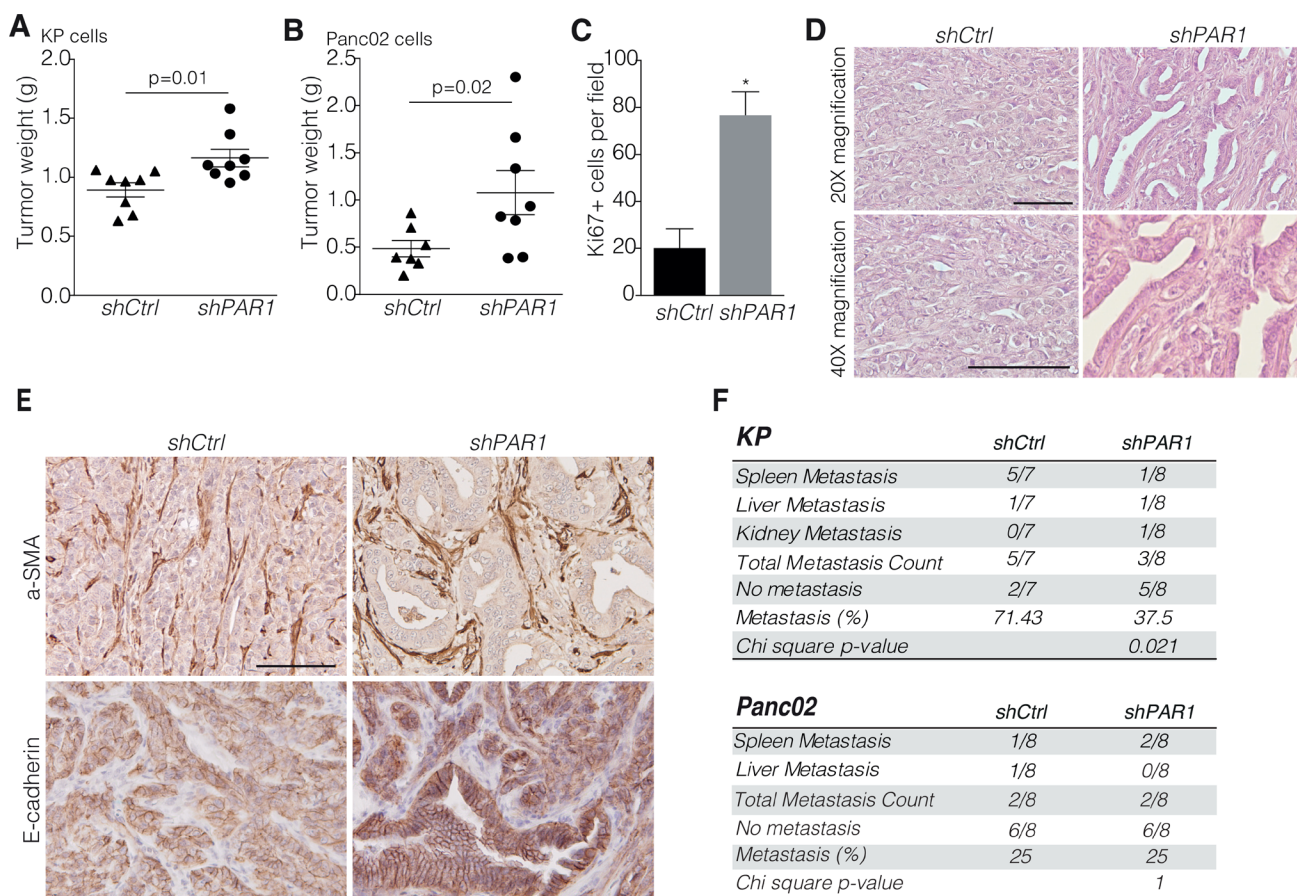 A
KP cells
Turmor weight (g)
2.0
1.5
1.0
0.5
0.0
p=0.01
shCtrl shPAR1
B
Panc02 cells
Turmor weight (g)
2.5
2.0
1.5
1.0
0.5
0.0
p=0.02
shCtrl shPAR1
C
Ki67+ cells per field
100
80
60
40
20
0
*
shCtrl shPAR1
D
shCtrl shPAR1
20X magnification
40X magnification
E
shCtrl shPAR1
a-SMA
E-cadherin
F
KP shCtrl shPAR1
Spleen Metastasis 5/7 1/8
Liver Metastasis 1/7 1/8
Kidney Metastasis 0/7 1/8
Total Metastasis Count 5/7 3/8
No metastasis 2/7 5/8
Metastasis (%) 71.43 37.5
Chi square p-value 0.021
Panc02 shCtrl shPAR1
Spleen Metastasis 1/8 2/8
Liver Metastasis 1/8 0/8
Total Metastasis Count 2/8 2/8
No metastasis 6/8 6/8
Metastasis (%) 25 25
Chi square p-value 1